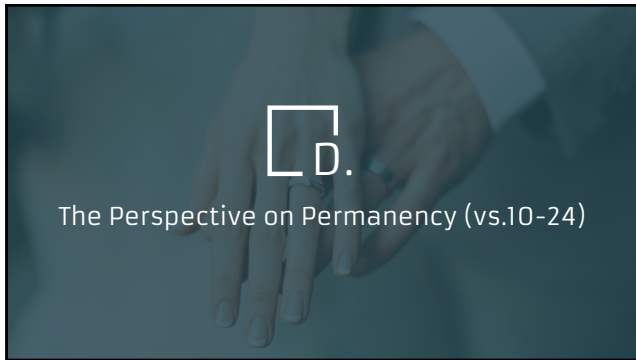 D.
The Perspective on Permanency (vs.10-24)